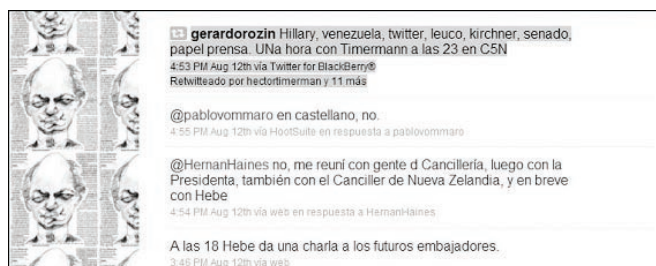 gerardorozin Hillary, venezuela, twitter, leuco, kirchner, senado,
papel prensa. UNa hora con Timermann a las 23 en C5N
4:53 PM Aug 12th vía Twitter for BlackBerry®
Retwitteado por hectortimerman y 11 más
@pablovommaro en castellano, no.
4:55 PM Aug 12th vía HootSuite en respuesta a pablovommaro
@HernanHaines no, me reuní con gente d Cancillería, luego con la
Presidenta, también con el Canciller de Nueva Zelandia, y en breve
con Hebe
4:54 PM Aug 12th vía web en respuesta a HernanHaines
A las 18 Hebe da una charla a los futuros embajadores.
3:46 PM Aug 12th vía web